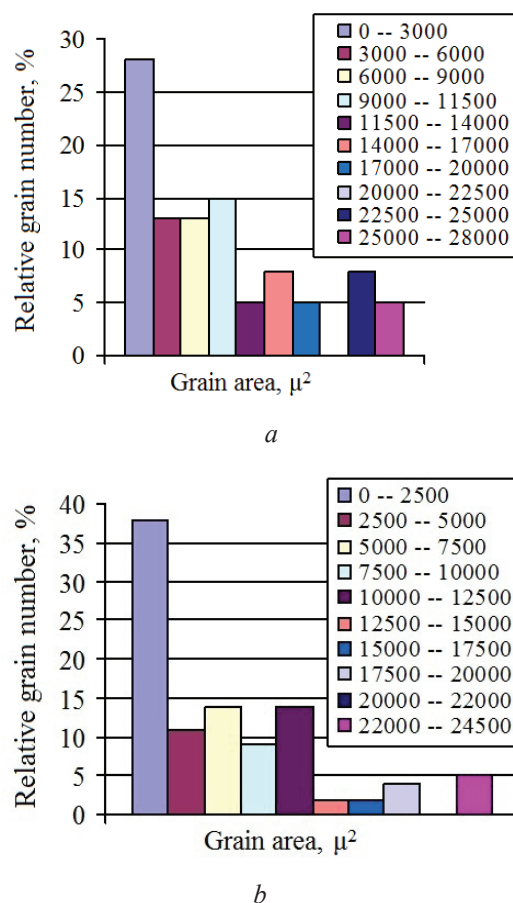 Relative grain number, %
30
25
20
15
10
5
0
0 -- 3000
3000 -- 6000
6000 -- 9000
9000 -- 11500
11500 -- 14000
14000 -- 17000
17000 -- 20000
20000 -- 22500
22500 -- 25000
25000 -- 28000
Grain area, μ²
a
Relative grain number, %
40
35
30
25
20
15
10
5
0
0 -- 2500
2500 -- 5000
5000 -- 7500
7500 -- 10000
10000 -- 12500
12500 -- 15000
15000 -- 17500
17500 -- 20000
20000 -- 22000
22000 -- 24500
Grain area, μ²
b